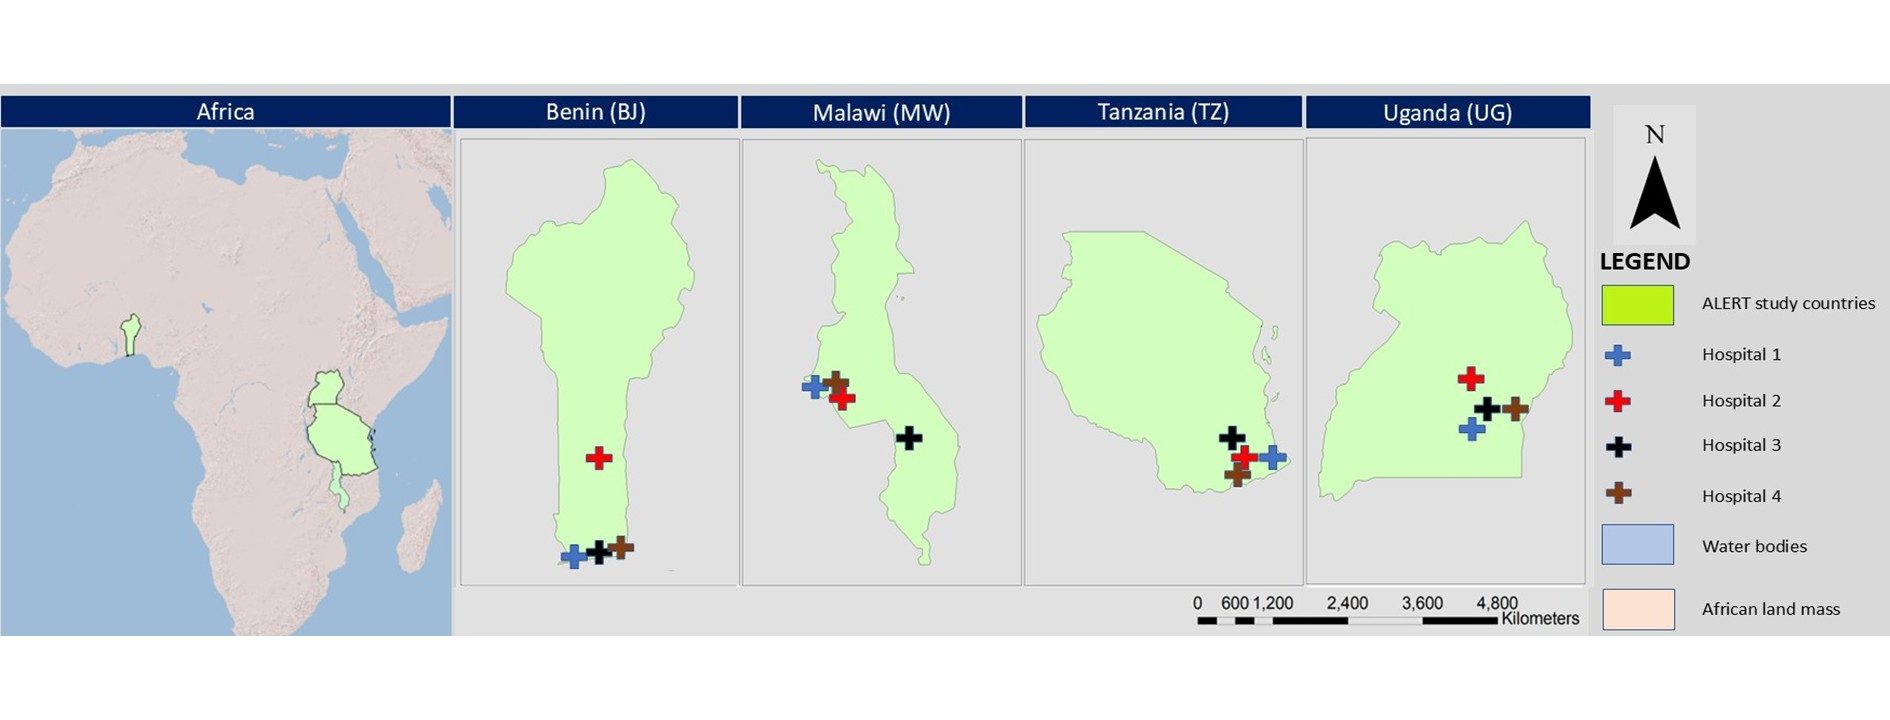 Africa
Benin (BJ)
Malawi (MW)
Tanzania (TZ)
Uganda (UG)
N
LEGEND
ALERT study countries
Hospital 1
Hospital 2
Hospital 3
Hospital 4
Water bodies
African land mass
0 600 1,200 2,400 3,600 4,800
Kilometers